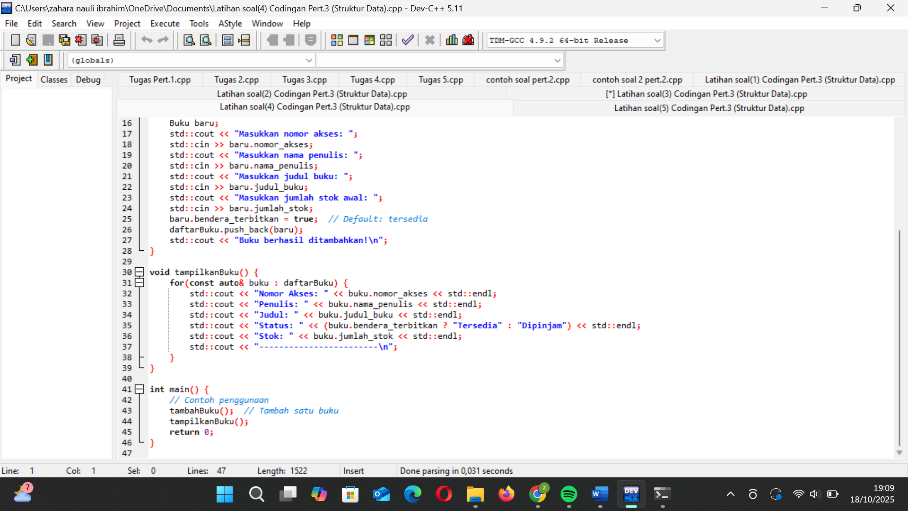 C:\Users\zahara nauli ibrahim\OneDrive\Documents\Latihan soal(4) Codingan Pert.3 (Struktur Data).cpp - Dev-C++ 5.11
File Edit Search View Project Execute Tools AStyle Window Help
TDM-GCC 4.9.2 64-bit Release
(globals)
Project Classes Debug
Tugas Pert.1.cpp Tugas 2.cpp Tugas 3.cpp Tugas 4.cpp Tugas 5.cpp contoh soal pert.2.cpp contoh soal 2 pert.2.cpp Latihan soal(1) Codingan Pert.3 (Struktur Data).cpp
Latihan soal(2) Codingan Pert.3 (Struktur Data).cpp [*] Latihan soal(3) Codingan Pert.3 (Struktur Data).cpp
Latihan soal(4) Codingan Pert.3 (Struktur Data).cpp Latihan soal(5) Codingan Pert.3 (Struktur Data).cpp
16 Buku baru;
17 std::cout << "Masukkan nomor akses: ";
18 std::cin >> baru.nomor_akses;
19 std::cout << "Masukkan nama penulis: ";
20 std::cin >> baru.nama_penulis;
21 std::cout << "Masukkan judul buku: ";
22 std::cin >> baru.judul_buku;
23 std::cout << "Masukkan jumlah stok awal: ";
24 std::cin >> baru.jumlah_stok;
25 baru.bendera_terbitkan = true; // Default: tersedia
26 daftarBuku.push_back(baru);
27 std::cout << "Buku berhasil ditambahkan!\n";
28 }
29
30 void tampilkanBuku() {
31 for(const auto& buku : daftarBuku) {
32 std::cout << "Nomor Akses: " << buku.nomor_akses << std::endl;
33 std::cout << "Penulis: " << buku.nama_penulis << std::endl;
34 std::cout << "Judul: " << buku.judul_buku << std::endl;
35 std::cout << "Status: " << (buku.bendera_terbitkan ? "Tersedia" : "Dipinjam") << std::endl;
36 std::cout << "Stok: " << buku.jumlah_stok << std::endl;
37 std::cout << "------------------------\n";
38 }
39 }
40
41 int main() {
42 // Contoh penggunaan
43 tambahBuku(); // Tambah satu buku
44 tampilkanBuku();
45 return 0;
46 }
47
Line: 1 Col: 1 Sel: 0 Lines: 47 Length: 1522 Insert Done parsing in 0,031 seconds
7 2 W DEV 19:09
18/10/2025